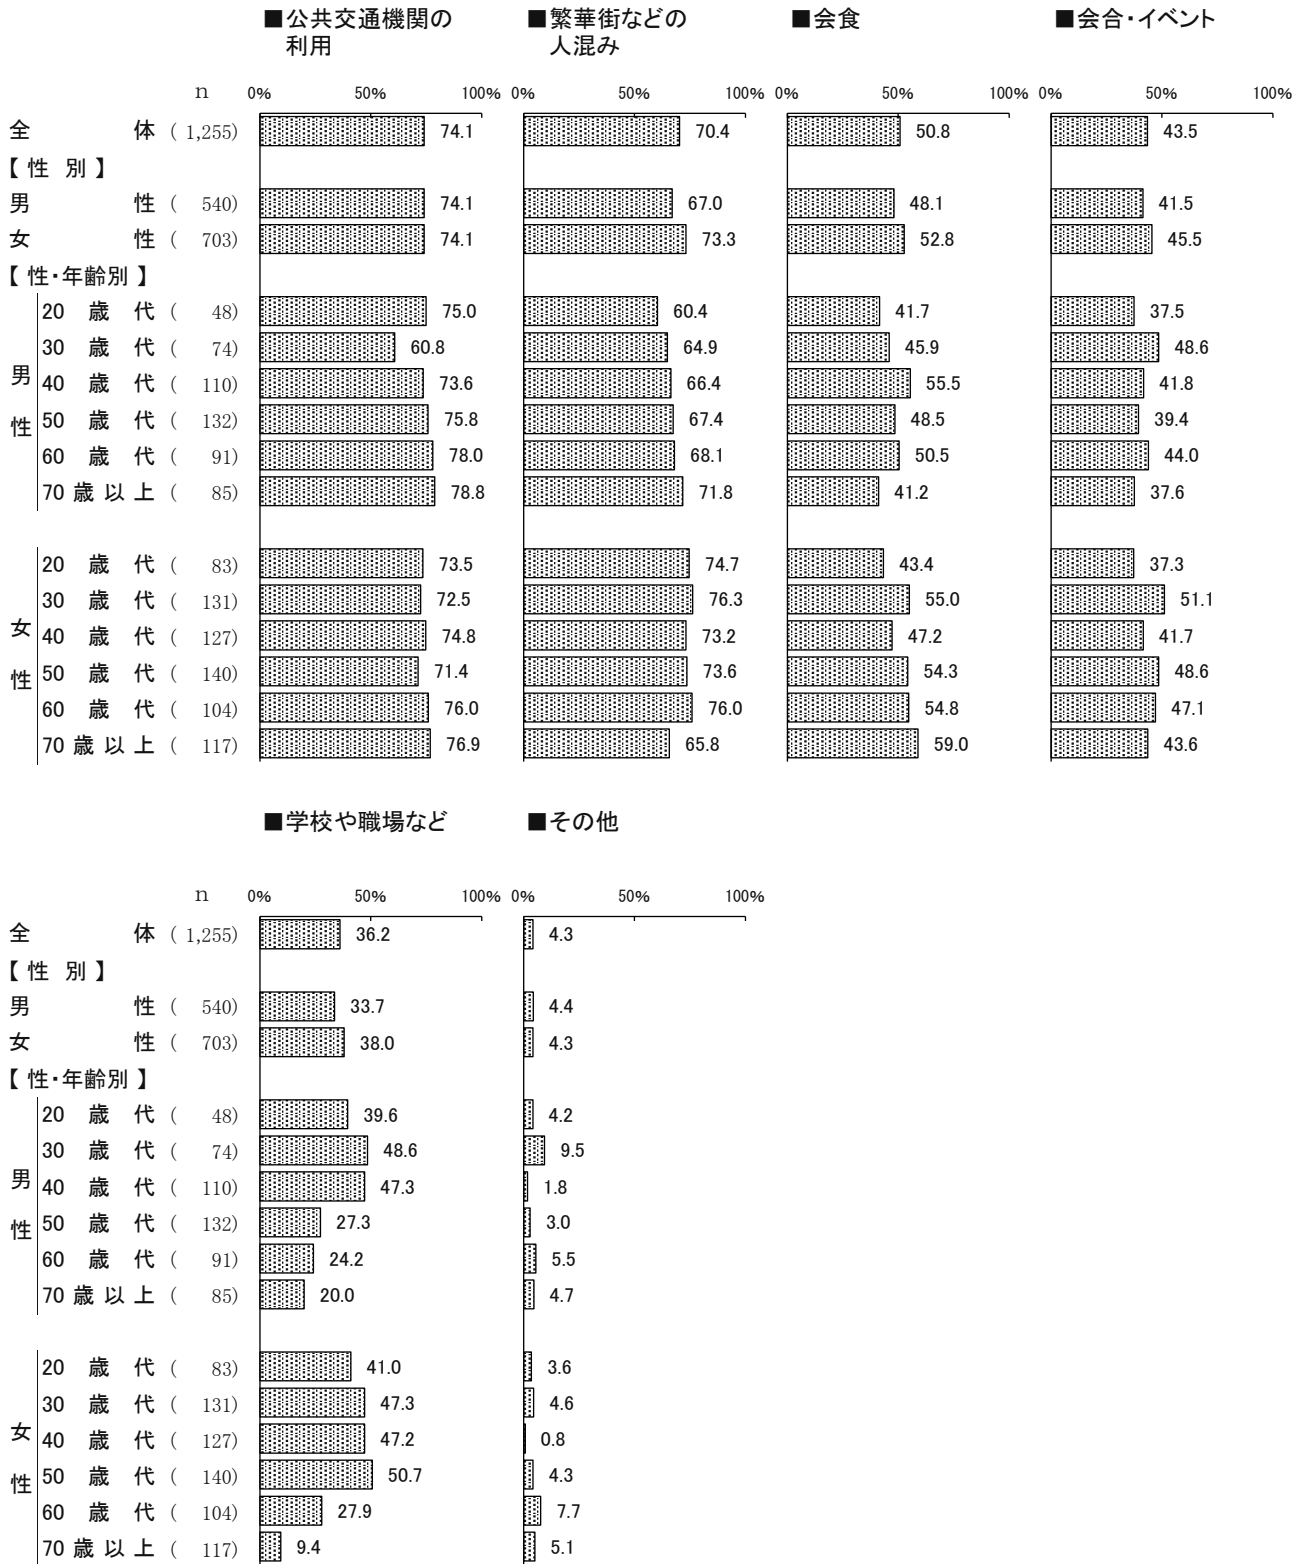 ■公共交通機関の 利用 ■繁華街などの 人混み ■会食 ■会合・イベント
n 0% 50% 100% 0% 50% 100% 0% 50% 100% 0% 50% 100%
全体 ( 1,255) 74.1 70.4 50.8 43.5
【 性 別 】
男性 ( 540) 74.1 67.0 48.1 41.5
女性 ( 703) 74.1 73.3 52.8 45.5
【 性・年齢別 】
男性
20 歳 代 ( 48) 75.0 60.4 41.7 37.5
30 歳 代 ( 74) 60.8 64.9 45.9 48.6
40 歳 代 ( 110) 73.6 66.4 55.5 41.8
50 歳 代 ( 132) 75.8 67.4 48.5 39.4
60 歳 代 ( 91) 78.0 68.1 50.5 44.0
70 歳 以 上 ( 85) 78.8 71.8 41.2 37.6
女性
20 歳 代 ( 83) 73.5 74.7 43.4 37.3
30 歳 代 ( 131) 72.5 76.3 55.0 51.1
40 歳 代 ( 127) 74.8 73.2 47.2 41.7
50 歳 代 ( 140) 71.4 73.6 54.3 48.6
60 歳 代 ( 104) 76.0 76.0 54.8 47.1
70 歳 以 上 ( 117) 76.9 65.8 59.0 43.6
■学校や職場など ■その他
n 0% 50% 100% 0% 50% 100%
全体 ( 1,255) 36.2 4.3
【 性 別 】
男性 ( 540) 33.7 4.4
女性 ( 703) 38.0 4.3
【 性・年齢別 】
男性
20 歳 代 ( 48) 39.6 4.2
30 歳 代 ( 74) 48.6 9.5
40 歳 代 ( 110) 47.3 1.8
50 歳 代 ( 132) 27.3 3.0
60 歳 代 ( 91) 24.2 5.5
70 歳 以 上 ( 85) 20.0 4.7
女性
20 歳 代 ( 83) 41.0 3.6
30 歳 代 ( 131) 47.3 4.6
40 歳 代 ( 127) 47.2 0.8
50 歳 代 ( 140) 50.7 4.3
60 歳 代 ( 104) 27.9 7.7
70 歳 以 上 ( 117) 9.4 5.1